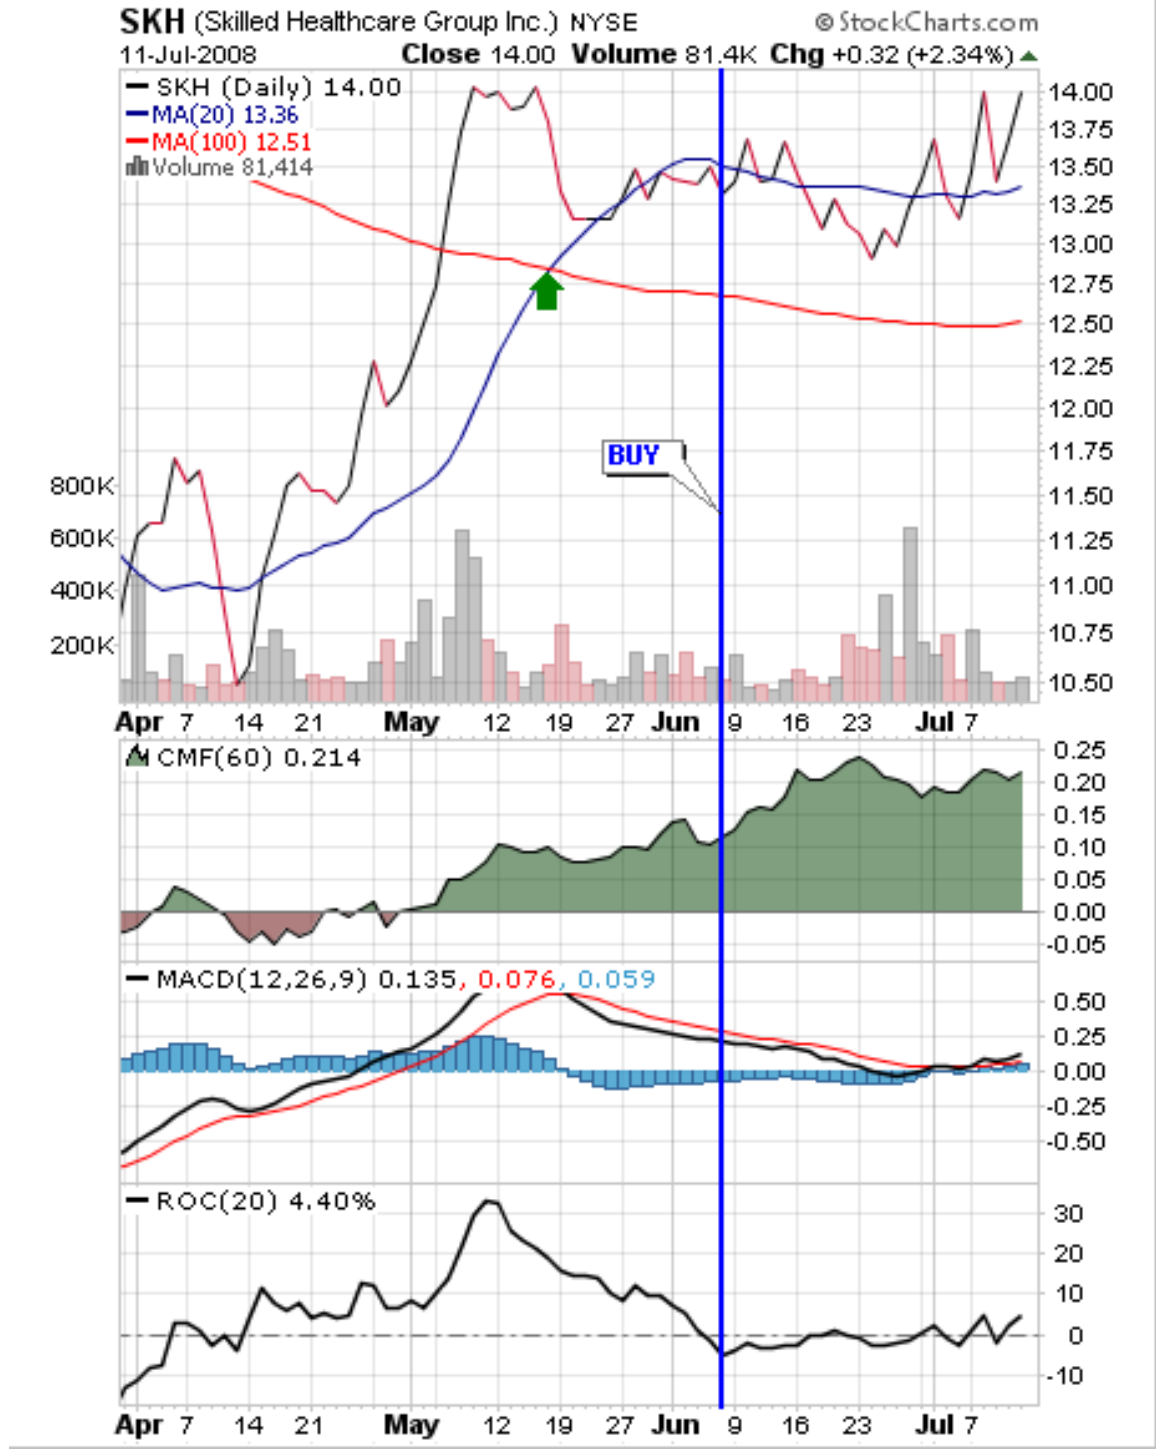 SKH (Skilled Healthcare Group Inc.) NYSE © StockCharts.com
11-Jul-2008 Close 14.00 Volume 81.4K Chg +0.32 (+2.34%)
SKH (Daily) 14.00
MA(20) 13.36
MA(100) 12.51
Volume 81,414
14.00
13.75
13.50
13.25
13.00
12.75
12.50
12.25
12.00
11.75
11.50
11.25
11.00
10.75
10.50
BUY
800K
600K
400K
200K
Apr 7 14 21 May 12 19 27 Jun 9 16 23 Jul 7
CMF(60) 0.214
0.25
0.20
0.15
0.10
0.05
0.00
-0.05
MACD(12,26,9) 0.135, 0.076, 0.059
0.50
0.25
0.00
-0.25
-0.50
ROC(20) 4.40%
30
20
10
0
-10
Apr 7 14 21 May 12 19 27 Jun 9 16 23 Jul 7